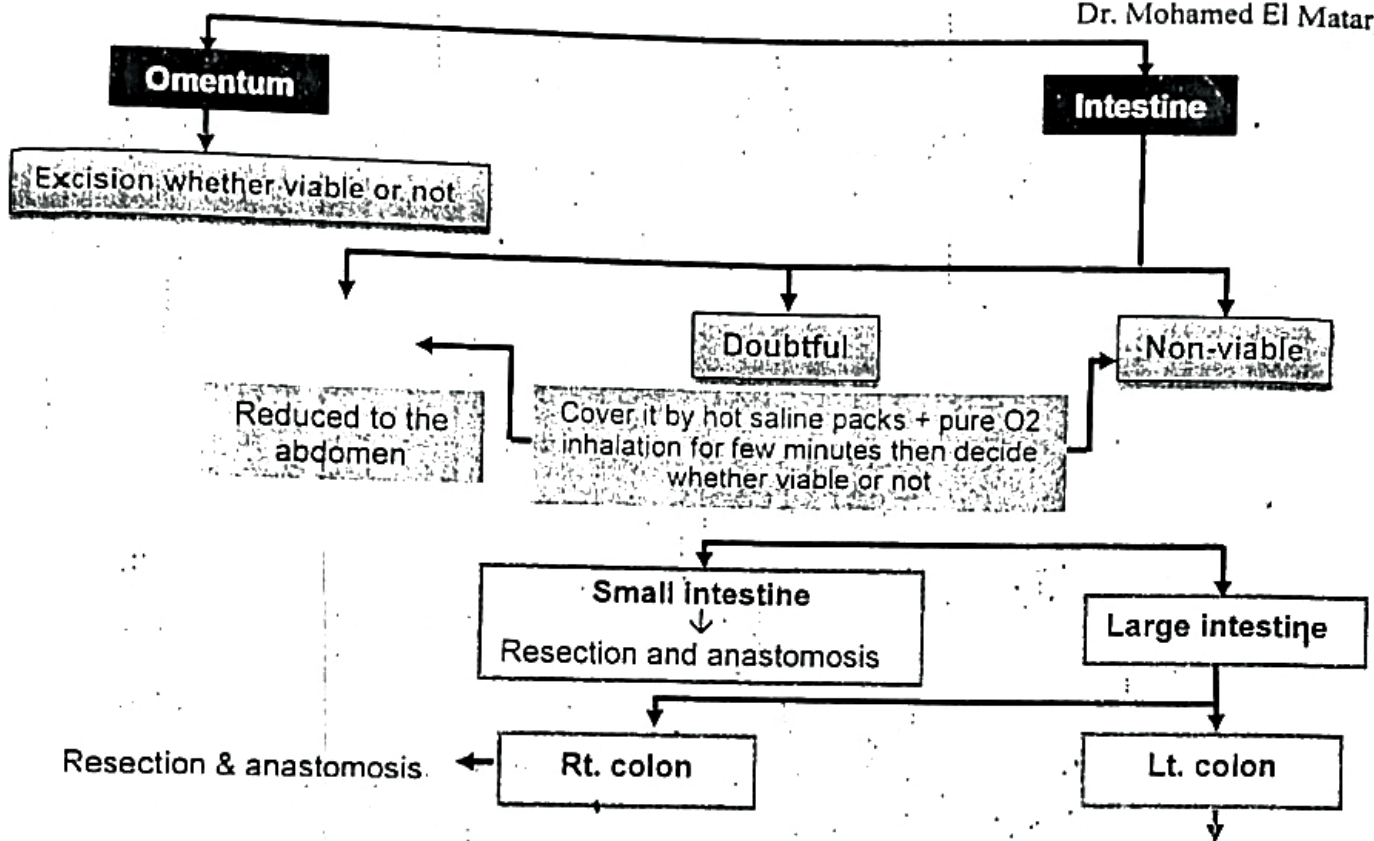 Dr. Mohamed El Matar
Omentum
Intestine
Excision whether viable or not
Doubtful
Non-viable
Reduced to the
abdomen
Cover it by hot saline packs + pure O2
inhalation for few minutes then decide
whether viable or not
Small intestine
Resection and anastomosis
Large intestine
Resection & anastomosis.
Rt. colon
Lt. colon